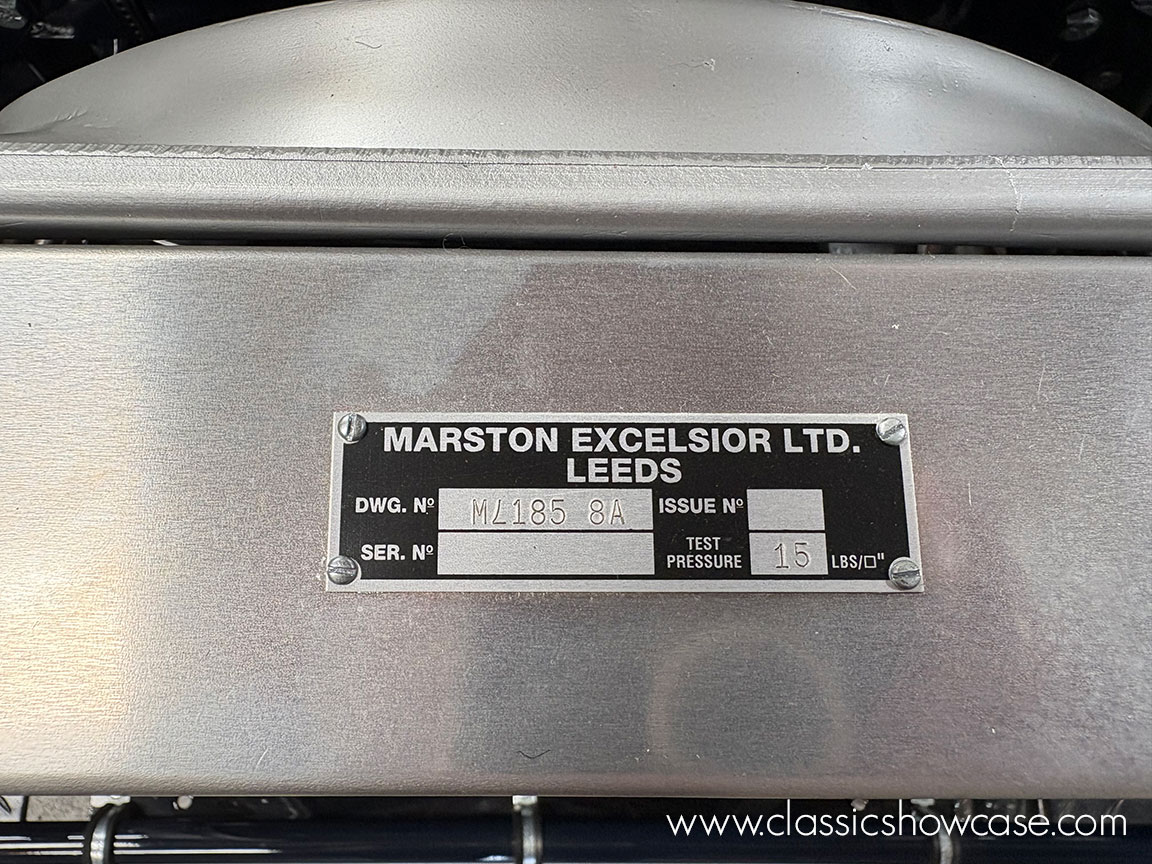 MARSTON EXCELSIOR LTD.
LEEDS
DWG. Nº ML185 8A ISSUE Nº
SER. Nº TEST PRESSURE 15 LBS/□"
www.classicshowcase.com